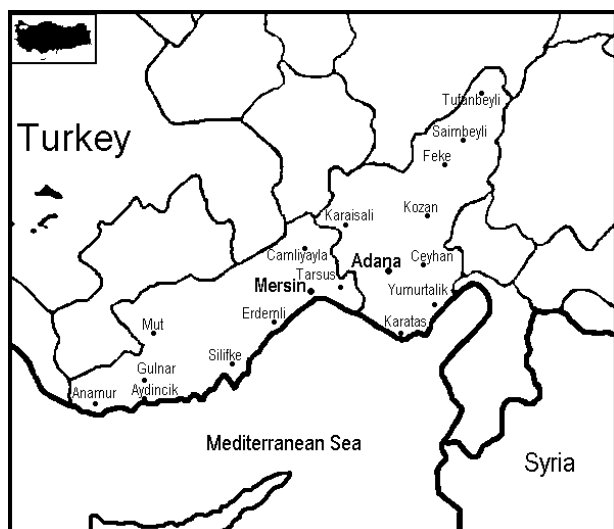 Tufanbeyli
Saimbeyli
Turkey
Feke
Kozan
Karaisali
Camliyayla
Adana
Ceyhan
Tarsus
Mersin
Yumurtalik
Erdemli
Mut
Karatas
Silifke
Gulnar
Anamur
Aydincik
Mediterranean Sea
Syria